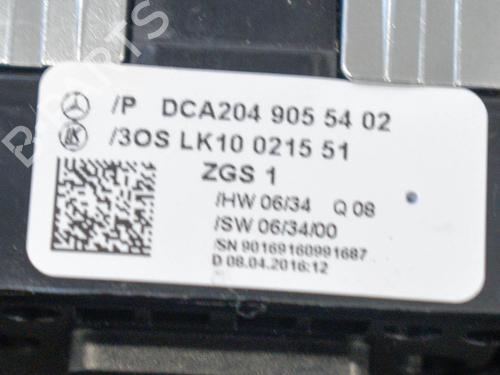 /P DCA204 905 54 02
/3OS LK10 0215 51
ZGS 1
/HW 06/34 Q 08
/SW 06/34/00
/SN 90169160991687
D 08.04.2016:12